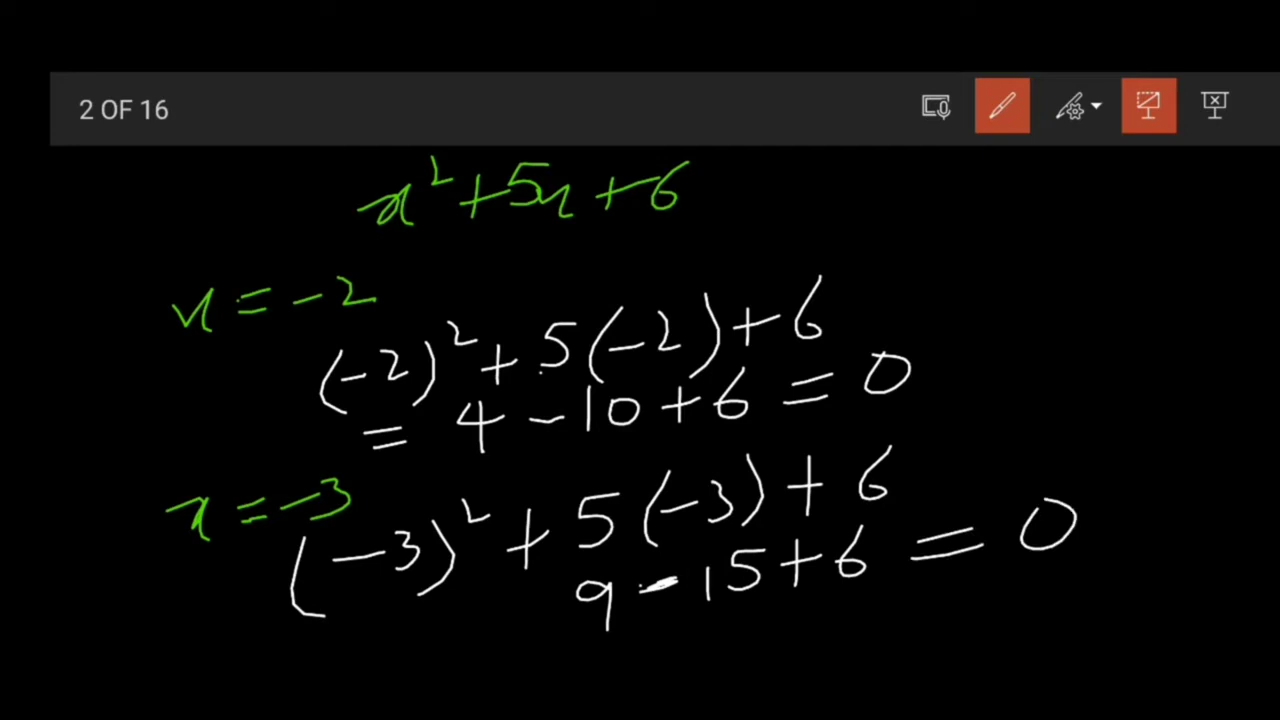 2 OF 16
x² + 5x + 6
x = -2
(-2)² + 5(-2) + 6
= 4 - 10 + 6 = 0
x = -3
(-3)² + 5(-3) + 6
9 - 15 + 6 = 0